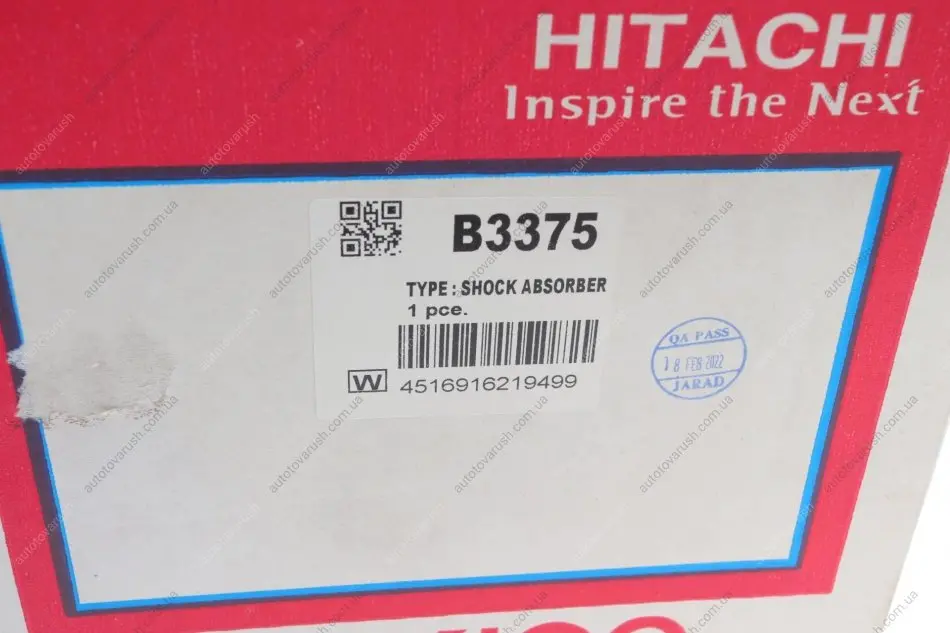 HITACHI
Inspire the Next
B3375
TYPE : SHOCK ABSORBER
1 pce.
W
4516916219499
QA PASS
18 FEB 2022
JARAD
autotovarush.com.ua